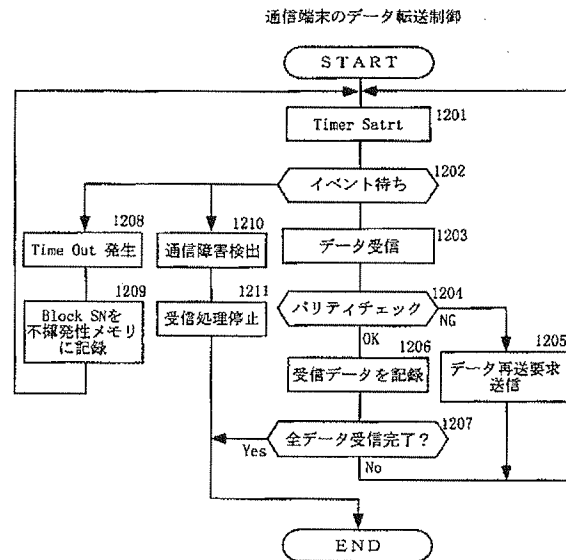 通信端末のデータ転送制御
START
Timer Satrt
1201
イベント待ち
1202
Time Out 発生
1208
通信障害検出
1210
データ受信
1203
Block SNを
不揮発性メモリ
に記録
1209
受信処理停止
1211
パリティチェック
1204
NG
OK
受信データを記録
1206
データ再送要求
送信
1205
全データ受信完了?
1207
Yes
No
END